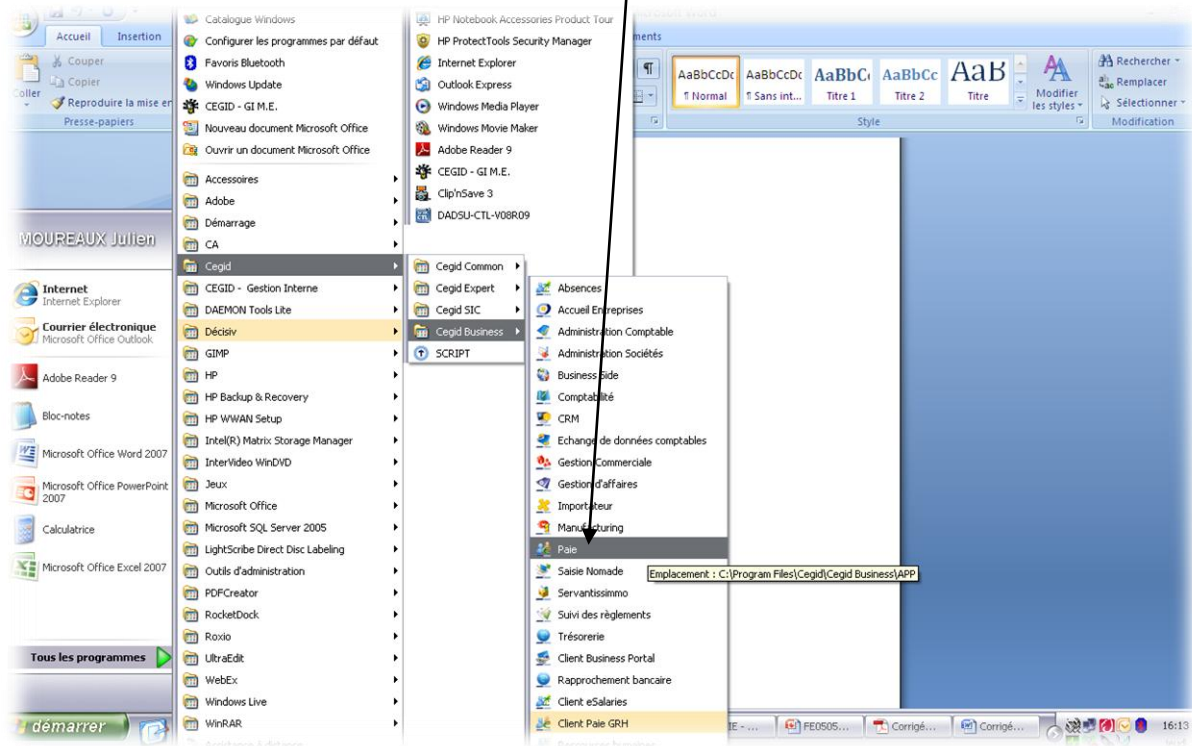 Microsoft Word
Accueil Insertion
ments
Couper
Copier
Coller
Reproduire la mise en
Presse-papiers
AaBbCcDc
¶ Normal
AaBbCcDc
¶ Sans int...
AaBbC
Titre 1
AaBbCc
Titre 2
AaB
Titre
Modifier
les styles
Style
Rechercher
Remplacer
Sélectionner
Modification
MOUREAUX Julien
Internet
Internet Explorer
Courrier électronique
Microsoft Office Outlook
Adobe Reader 9
Bloc-notes
Microsoft Office Word 2007
Microsoft Office PowerPoint
2007
Calculatrice
Microsoft Office Excel 2007
Tous les programmes
démarrer
Catalogue Windows
Configurer les programmes par défaut
Favoris Bluetooth
Windows Update
CEGID - GI M.E.
Nouveau document Microsoft Office
Ouvrir un document Microsoft Office
Accessoires
Adobe
Démarrage
CA
Cegid
CEGID - Gestion Interne
DAEMON Tools Lite
Décisiv
GIMP
HP
HP Backup & Recovery
HP WWAN Setup
Intel(R) Matrix Storage Manager
InterVideo WinDVD
Jeux
Microsoft Office
Microsoft SQL Server 2005
LightScribe Direct Disc Labeling
Outils d'administration
PDFCreator
RocketDock
Roxio
UltraEdit
WebEx
Windows Live
WinRAR
Assistance à distance
HP Notebook Accessories Product Tour
HP ProtectTools Security Manager
Internet Explorer
Outlook Express
Windows Media Player
Windows Movie Maker
Adobe Reader 9
CEGID - GI M.E.
Clip'nSave 3
DADSU-CTL-V08R09
Cegid Common
Cegid Expert
Cegid SIC
Cegid Business
SCRIPT
Absences
Accueil Entreprises
Administration Comptable
Administration Sociétés
Business Side
Comptabilité
CRM
Echange de données comptables
Gestion Commerciale
Gestion d'affaires
Importateur
Manufacturing
Paie
Saisie Nomade
Servantissimmo
Suivi des règlements
Trésorerie
Client Business Portal
Rapprochement bancaire
Client eSalaries
Client Paie GRH
Ressources humaines
Emplacement : C:\Program Files\Cegid\Cegid Business\APP
IE - ...
FE0505...
Corrigé...
Corrigé...
16:13